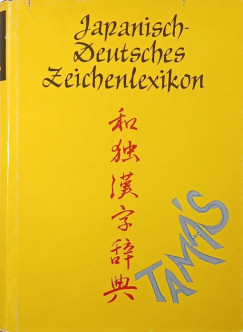 Japanisch-
Deutsches
Zeichenlexikon
和独漢字辞典
TAMÁS